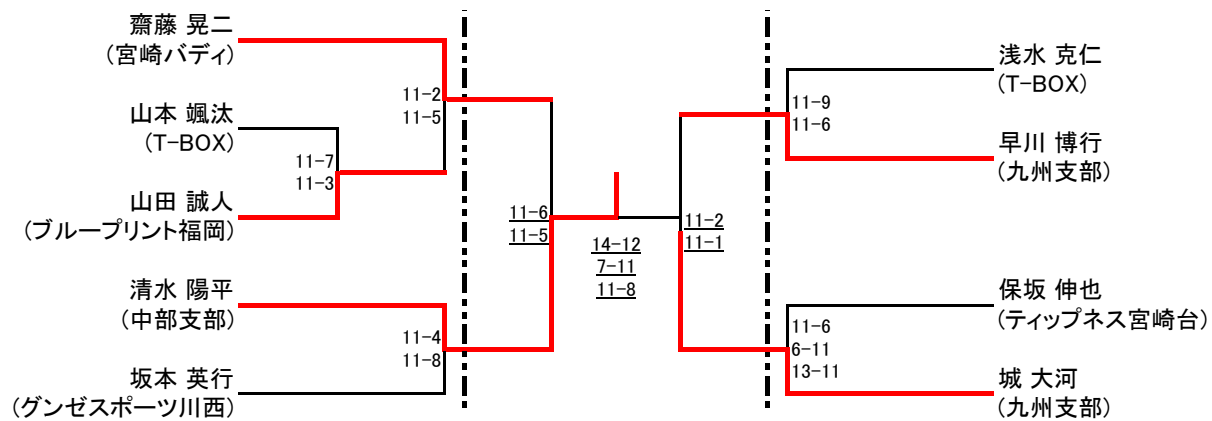 齋藤 晃二
(宮崎バディ)
山本 颯汰
(T-BOX)
山田 誠人
(ブループリント福岡)
清水 陽平
(中部支部)
坂本 英行
(グンゼスポーツ川西)
11-7
11-3
11-2
11-5
11-4
11-8
11-6
11-5
14-12
7-11
11-8
11-2
11-1
11-9
11-6
11-6
6-11
13-11
浅水 克仁
(T-BOX)
早川 博行
(九州支部)
保坂 伸也
(ティップネス宮崎台)
城 大河
(九州支部)